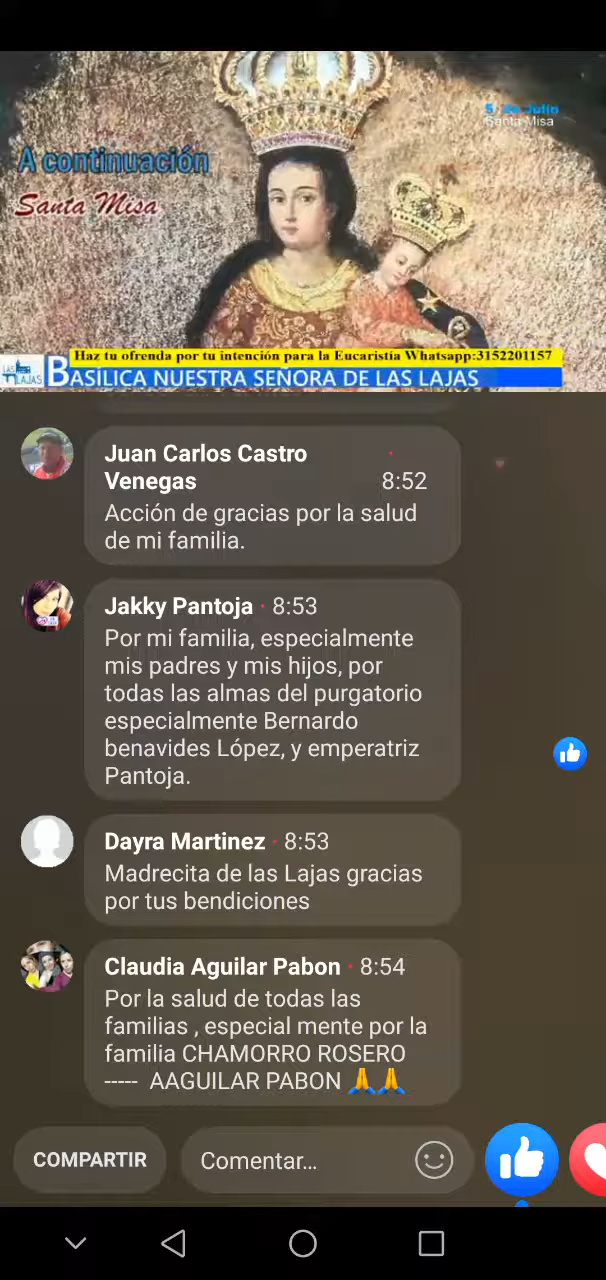 5 de Julio
Santa Misa
A continuación
Santa Misa
Haz tu ofrenda por tu intención para la Eucaristía Whatsapp:3152201157
LAS LAJAS
BASÍLICA NUESTRA SEÑORA DE LAS LAJAS
Juan Carlos Castro
Venegas · 8:52
Acción de gracias por la salud
de mi familia.
Jakky Pantoja · 8:53
Por mi familia, especialmente
mis padres y mis hijos, por
todas las almas del purgatorio
especialmente Bernardo
benavides López, y emperatriz
Pantoja.
Dayra Martinez · 8:53
Madrecita de las Lajas gracias
por tus bendiciones
Claudia Aguilar Pabon · 8:54
Por la salud de todas las
familias , especial mente por la
familia CHAMORRO ROSERO
----- AAGUILAR PABON 🙏🙏
COMPARTIR
Comentar...